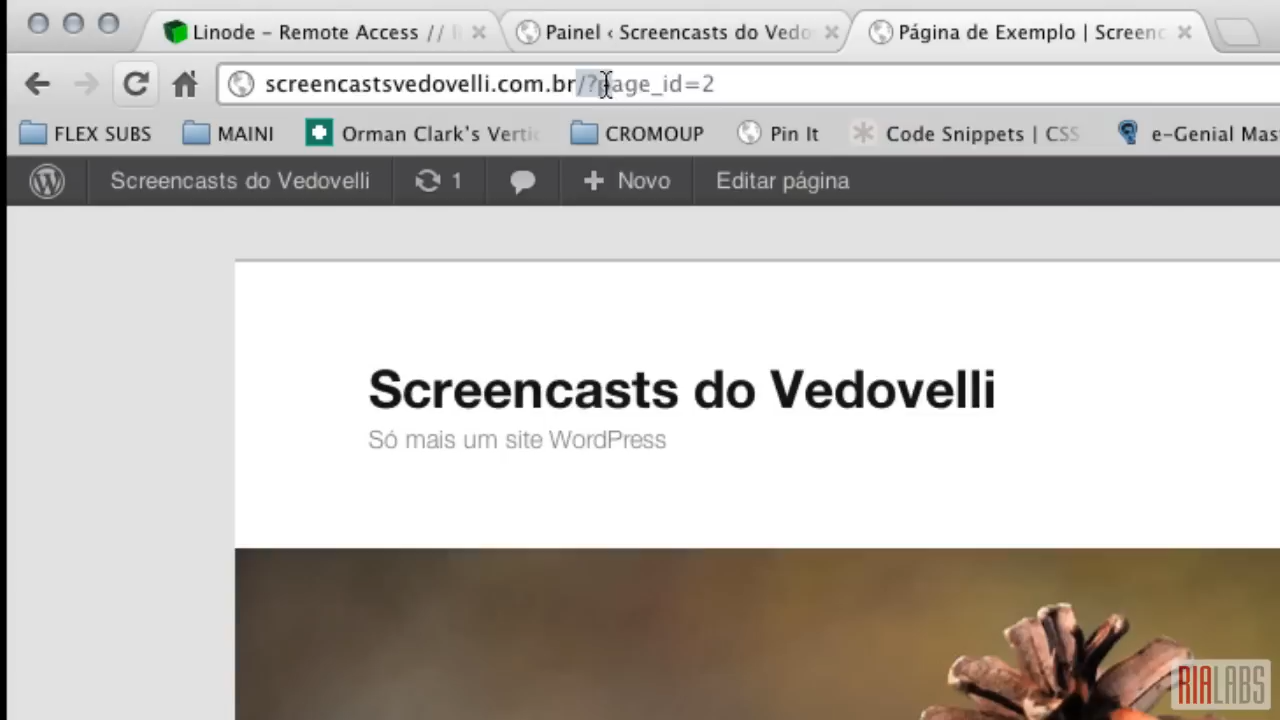 Linode – Remote Access //
Painel ‹ Screencasts do Vedo
Página de Exemplo | Screenc
screencastsvedovelli.com.br/?page_id=2
FLEX SUBS
MAINI
Orman Clark's Vertic
CROMOUP
Pin It
Code Snippets | CSS
e-Genial Mas
Screencasts do Vedovelli
1
Novo
Editar página
Screencasts do Vedovelli
Só mais um site WordPress
RIALABS